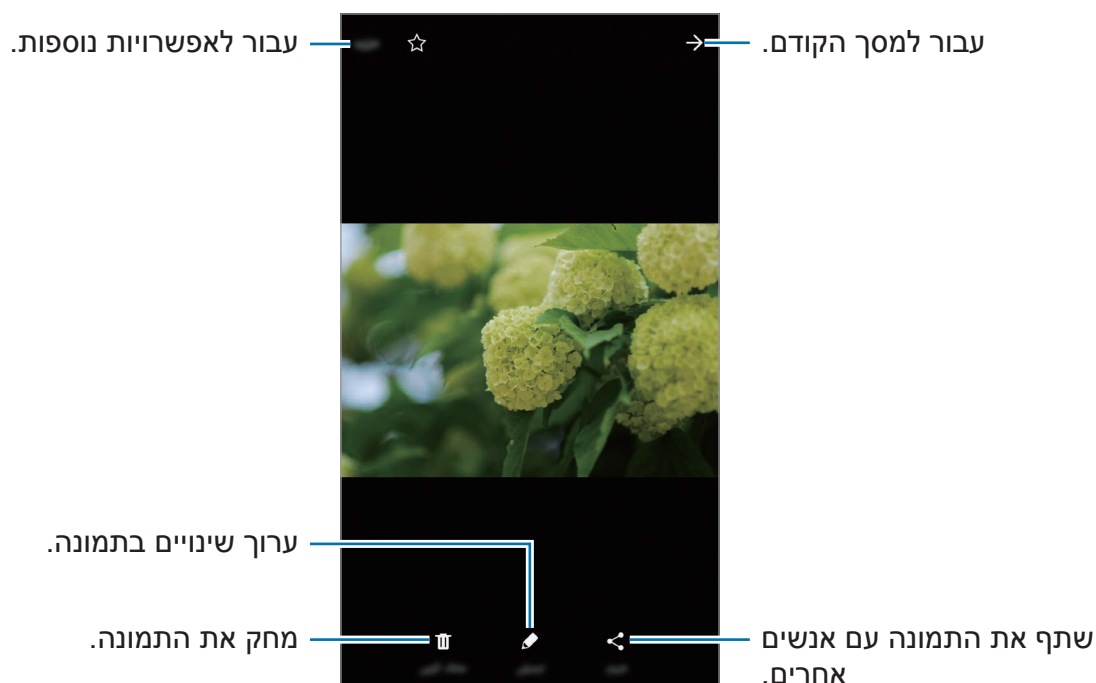 עבור למסך הקודם.
עבור לאפשרויות נוספות.
ערוך שינויים בתמונה.
שתף את התמונה עם אנשים
אחרים.
מחק את התמונה.